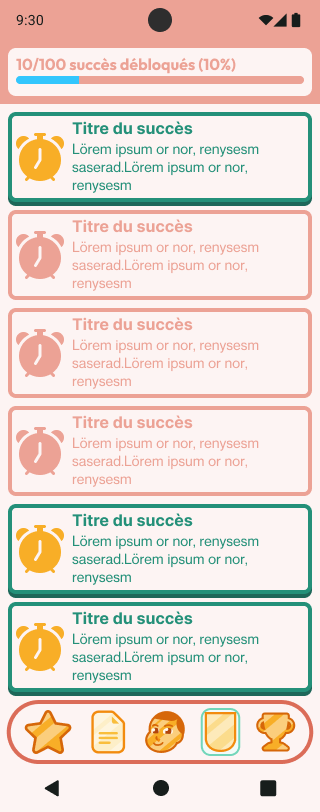 9:30
10/100 succès débloqués (10%)
Titre du succès
Lörem ipsum or nor, renysesm
saserad.Lörem ipsum or nor,
renysesm
Titre du succès
Lörem ipsum or nor, renysesm
saserad.Lörem ipsum or nor,
renysesm
Titre du succès
Lörem ipsum or nor, renysesm
saserad.Lörem ipsum or nor,
renysesm
Titre du succès
Lörem ipsum or nor, renysesm
saserad.Lörem ipsum or nor,
renysesm
Titre du succès
Lörem ipsum or nor, renysesm
saserad.Lörem ipsum or nor,
renysesm
Titre du succès
Lörem ipsum or nor, renysesm
saserad.Lörem ipsum or nor,
renysesm